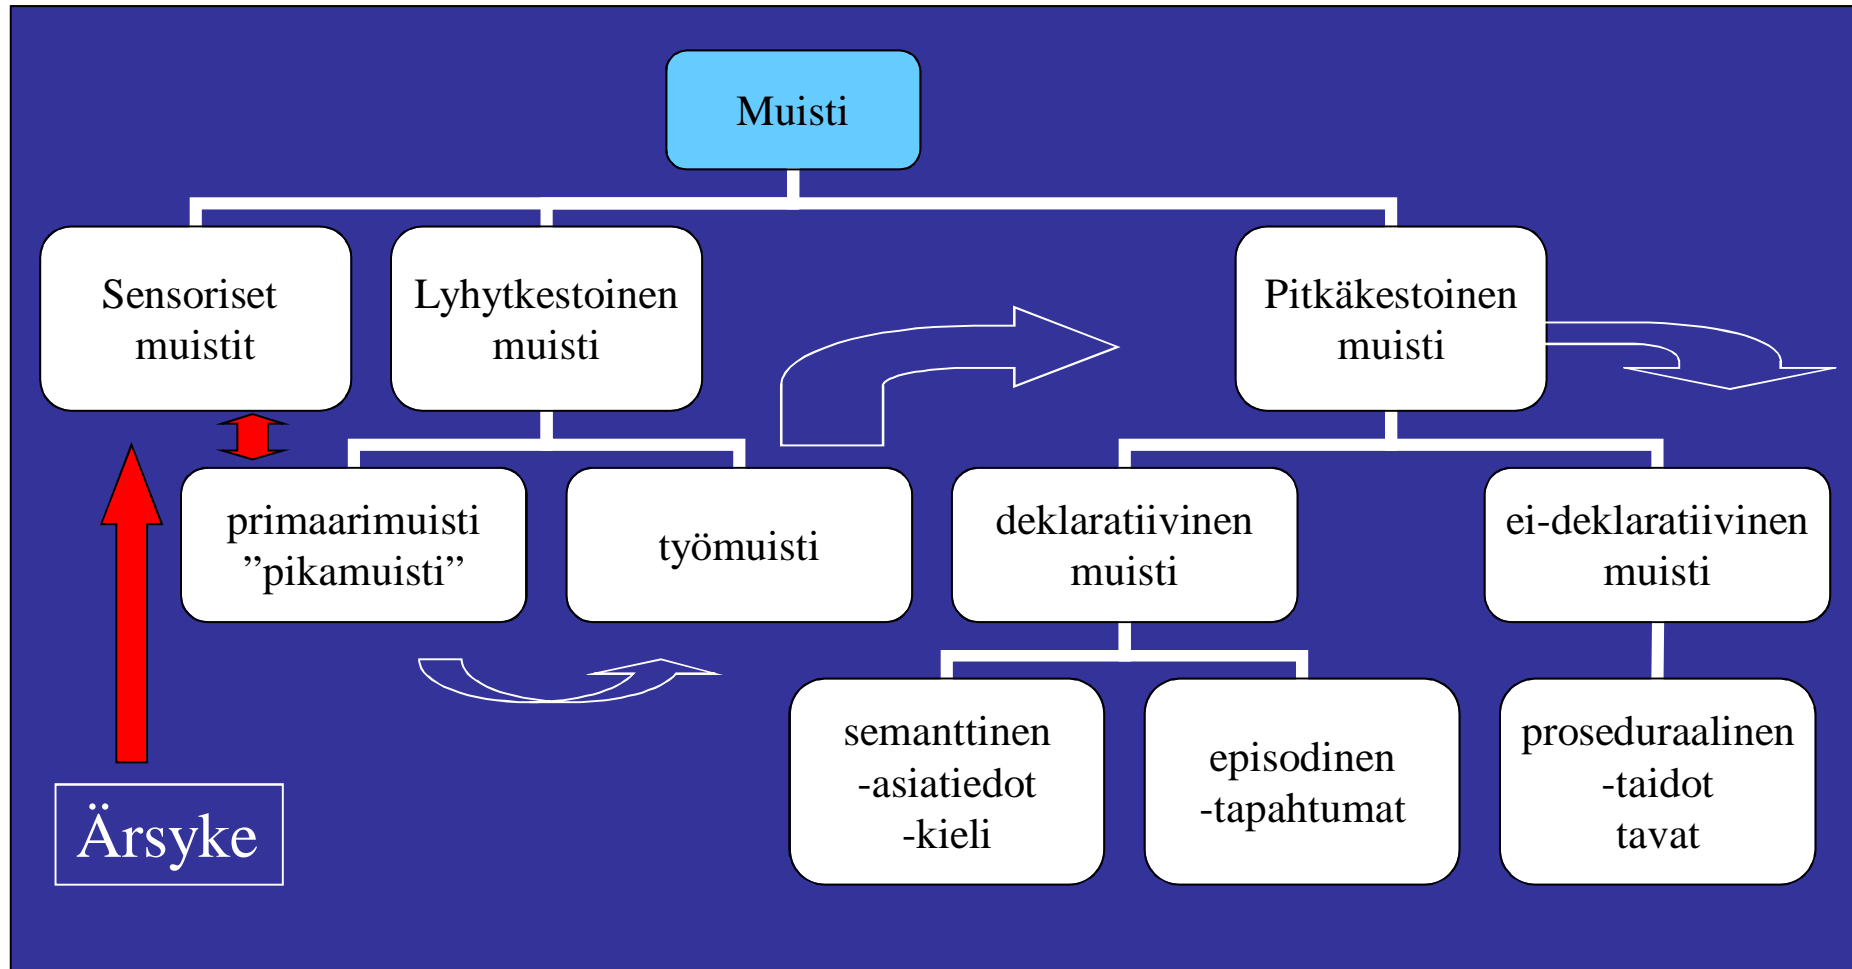 Muisti
Sensoriset
muistit
Lyhytkestoinen
muisti
Pitkäkestoinen
muisti
primaarimuisti
”pikamuisti”
työmuisti
deklaratiivinen
muisti
ei-deklaratiivinen
muisti
semanttinen
-asiatiedot
-kieli
episodinen
-tapahtumat
proseduraalinen
-taidot
tavat
Ärsyke